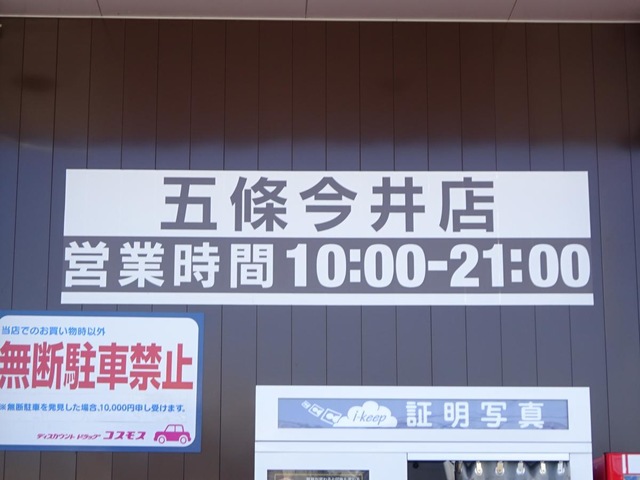 五條今井店
営業時間10:00-21:00
当店でのお買い物時以外
無断駐車禁止
※無断駐車を発見した場合、10,000円申し受けます。
ディスカウント ドラッグ コスモス
i-keep 証明写真